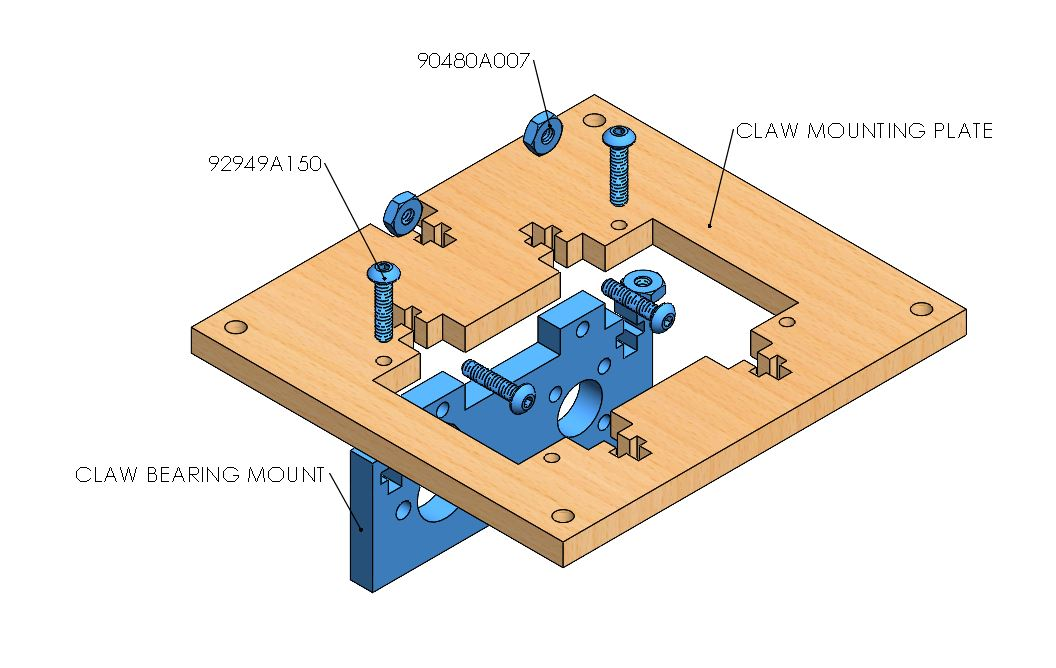 90480A007
CLAW MOUNTING PLATE
92949A150
CLAW BEARING MOUNT